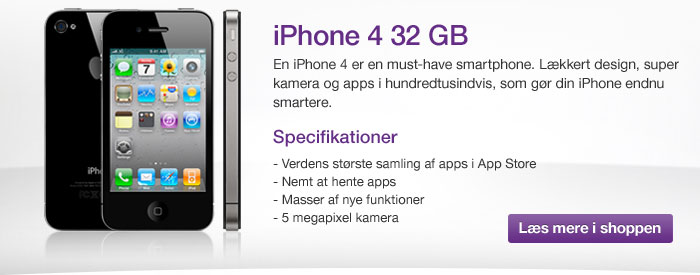 iPhone 4 32 GB
En iPhone 4 er en must-have smartphone. Lækkert design, super
kamera og apps i hundredtusindvis, som gør din iPhone endnu
smartere.
Specifikationer
- Verdens største samling af apps i App Store
- Nemt at hente apps
- Masser af nye funktioner
- 5 megapixel kamera
Læs mere i shoppen